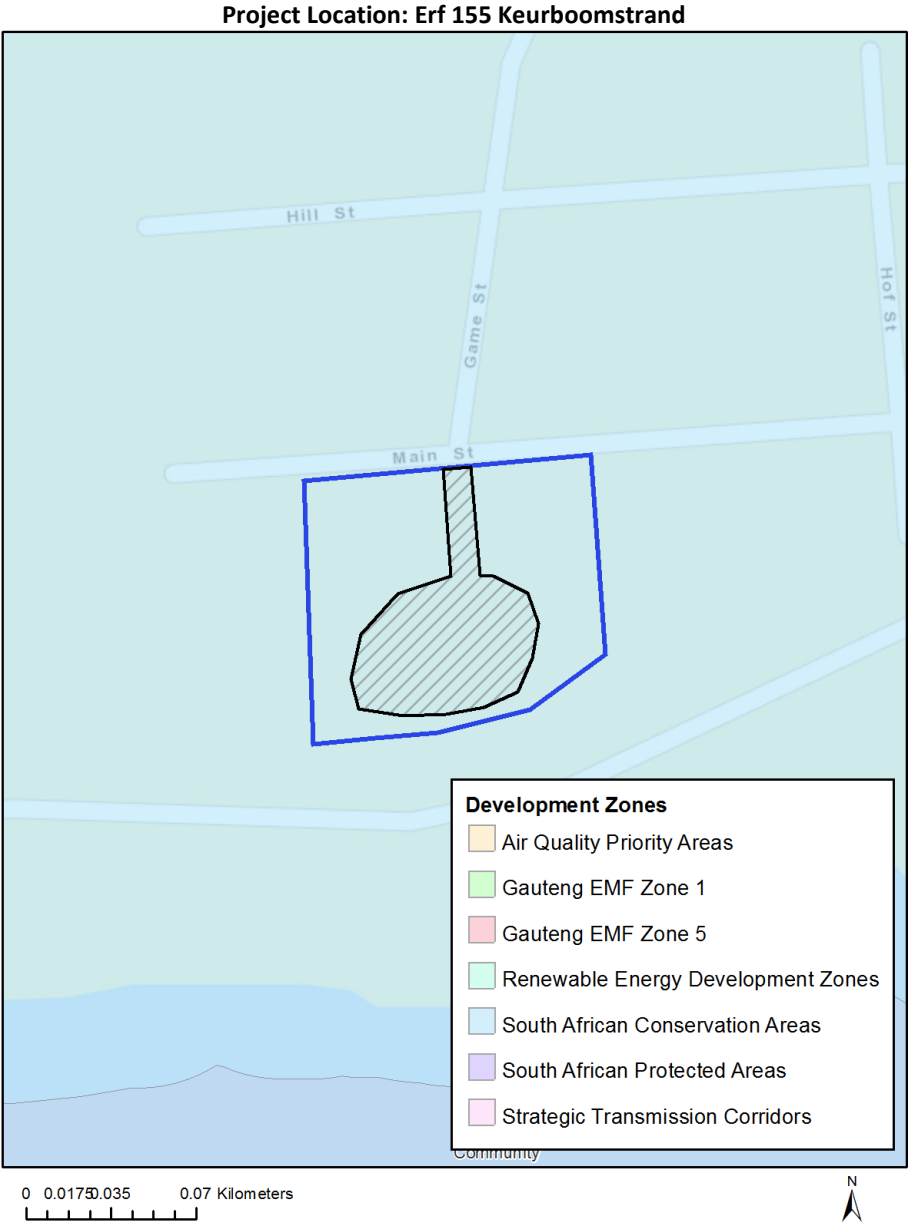 Project Location: Erf 155 Keurboomstrand
Hill St
Game St
Hof St
Main St
Development Zones
Air Quality Priority Areas
Gauteng EMF Zone 1
Gauteng EMF Zone 5
Renewable Energy Development Zones
South African Conservation Areas
South African Protected Areas
Strategic Transmission Corridors
Community
0 0.0175 0.035 0.07 Kilometers
N